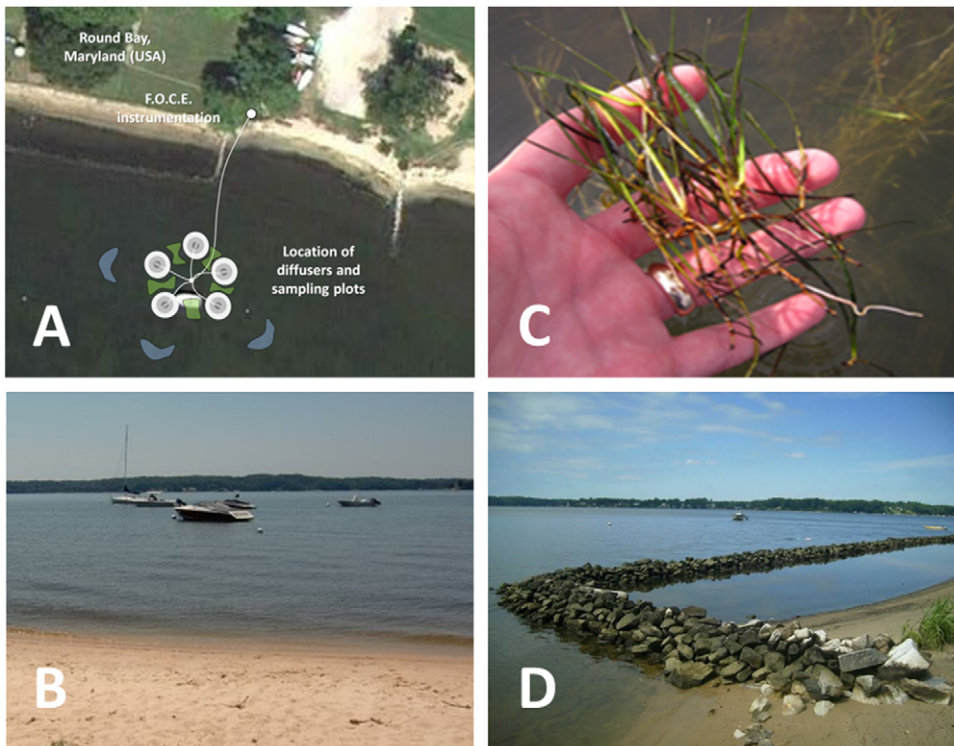 Round Bay,
Maryland (USA)
F.O.C.E.
instrumentation
Location of
diffusers and
sampling plots
A
C
B
D